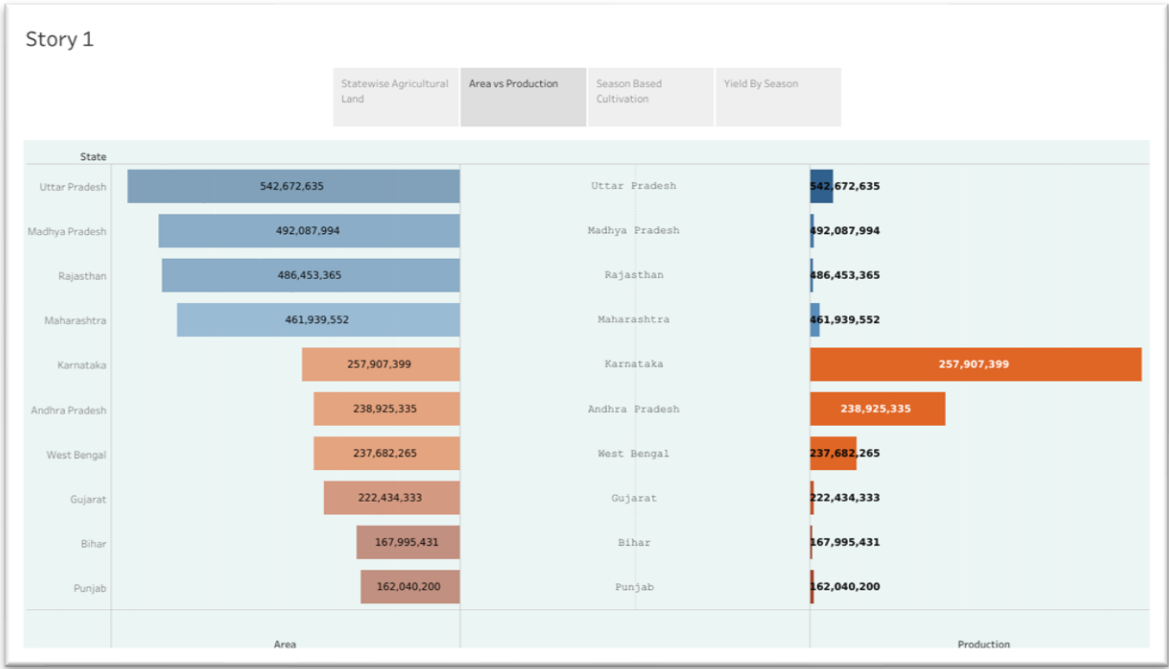 Story 1
Statewise Agricultural
Land
Area vs Production
Season Based
Cultivation
Yield By Season
State
Uttar Pradesh 542,672,635 Uttar Pradesh 542,672,635
Madhya Pradesh 492,087,994 Madhya Pradesh 492,087,994
Rajasthan 486,453,365 Rajasthan 486,453,365
Maharashtra 461,939,552 Maharashtra 461,939,552
Karnataka 257,907,399 Karnataka 257,907,399
Andhra Pradesh 238,925,335 Andhra Pradesh 238,925,335
West Bengal 237,682,265 West Bengal 237,682,265
Gujarat 222,434,333 Gujarat 222,434,333
Bihar 167,995,431 Bihar 167,995,431
Punjab 162,040,200 Punjab 162,040,200
Area Production